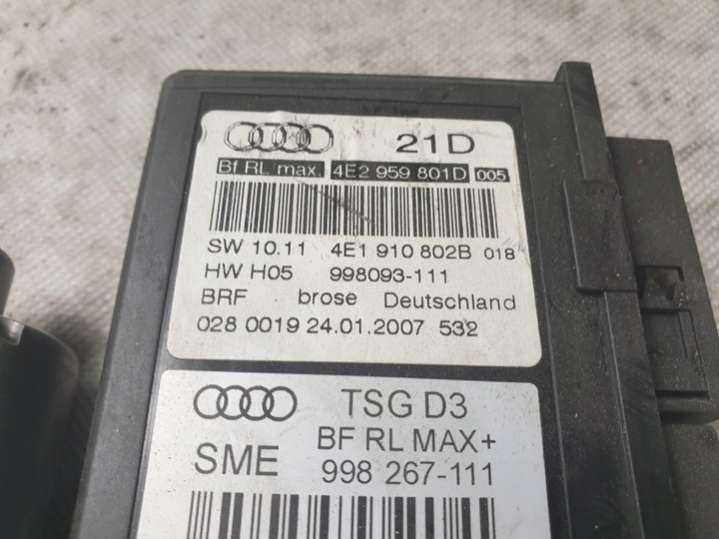 21D
Bf RL max. 4E2 959 801D 005
SW 10.11 4E1 910 802B 018
HW H05 998093-111
BRF brose Deutschland
028 0019 24.01.2007 532
TSG D3
BF RL MAX+
SME 998 267-111